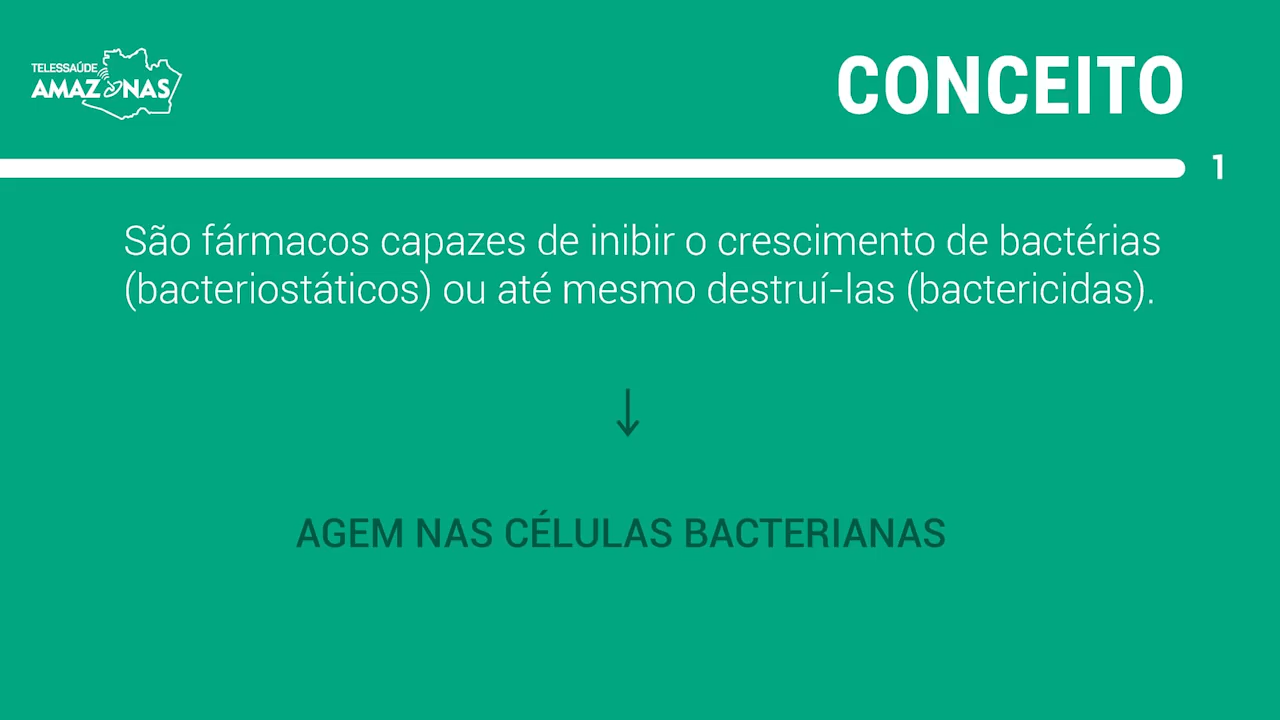 TELESSAÚDE
AMAZONAS
CONCEITO
1
São fármacos capazes de inibir o crescimento de bactérias
(bacteriostáticos) ou até mesmo destruí-las (bactericidas).
↓
AGEM NAS CÉLULAS BACTERIANAS